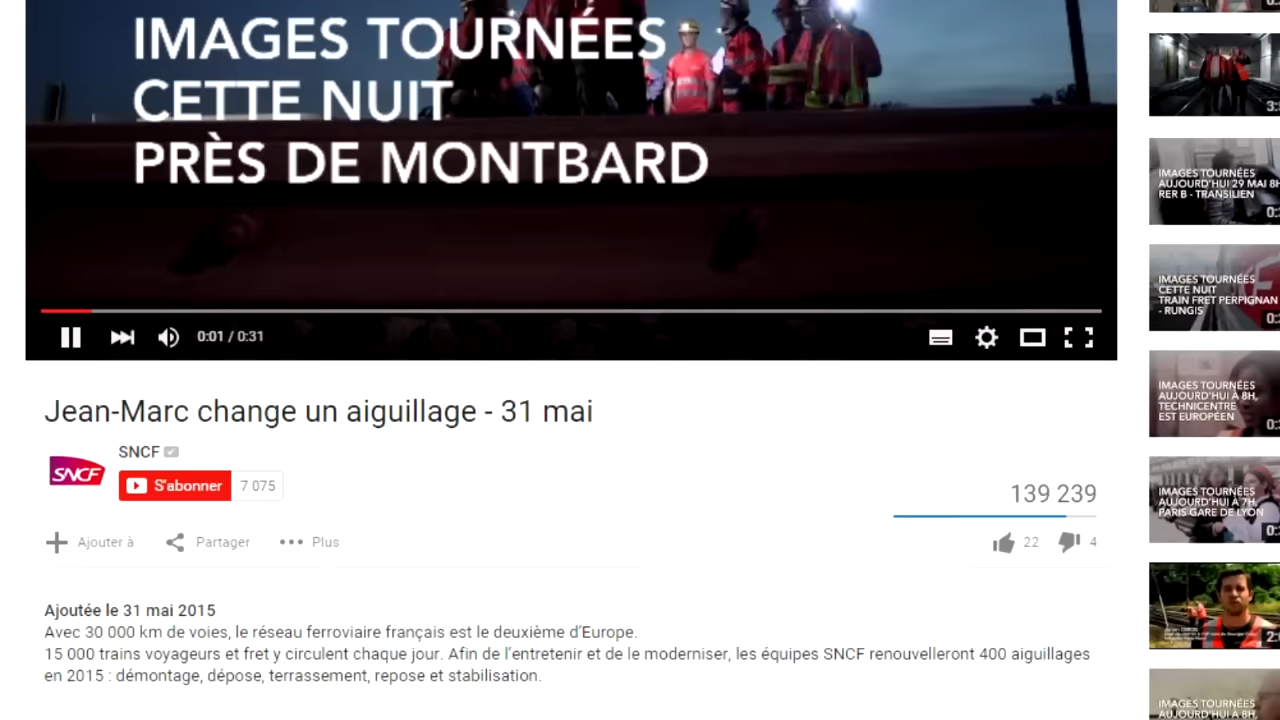 IMAGES TOURNÉES
CETTE NUIT
PRÈS DE MONTBARD
0:01 / 0:31
Jean-Marc change un aiguillage - 31 mai
SNCF
SNCF
S'abonner 7 075
139 239
Ajouter à Partager Plus
22 4
Ajoutée le 31 mai 2015
Avec 30 000 km de voies, le réseau ferroviaire français est le deuxième d'Europe.
15 000 trains voyageurs et fret y circulent chaque jour. Afin de l'entretenir et de le moderniser, les équipes SNCF renouvelleront 400 aiguillages
en 2015 : démontage, dépose, terrassement, repose et stabilisation.
IMAGES TOURNÉES
AUJOURD'HUI 29 MAI 8H
RER B - TRANSILIEN
IMAGES TOURNÉES
CETTE NUIT
TRAIN FRET PERPIGNAN
- RUNGIS
IMAGES TOURNÉES
AUJOURD'HUI À 8H,
TECHNICENTRE
EST EUROPÉEN
IMAGES TOURNÉES
AUJOURD'HUI À 7H,
PARIS GARE DE LYON
IMAGES TOURNÉES
AUJOURD'HUI À 8H,